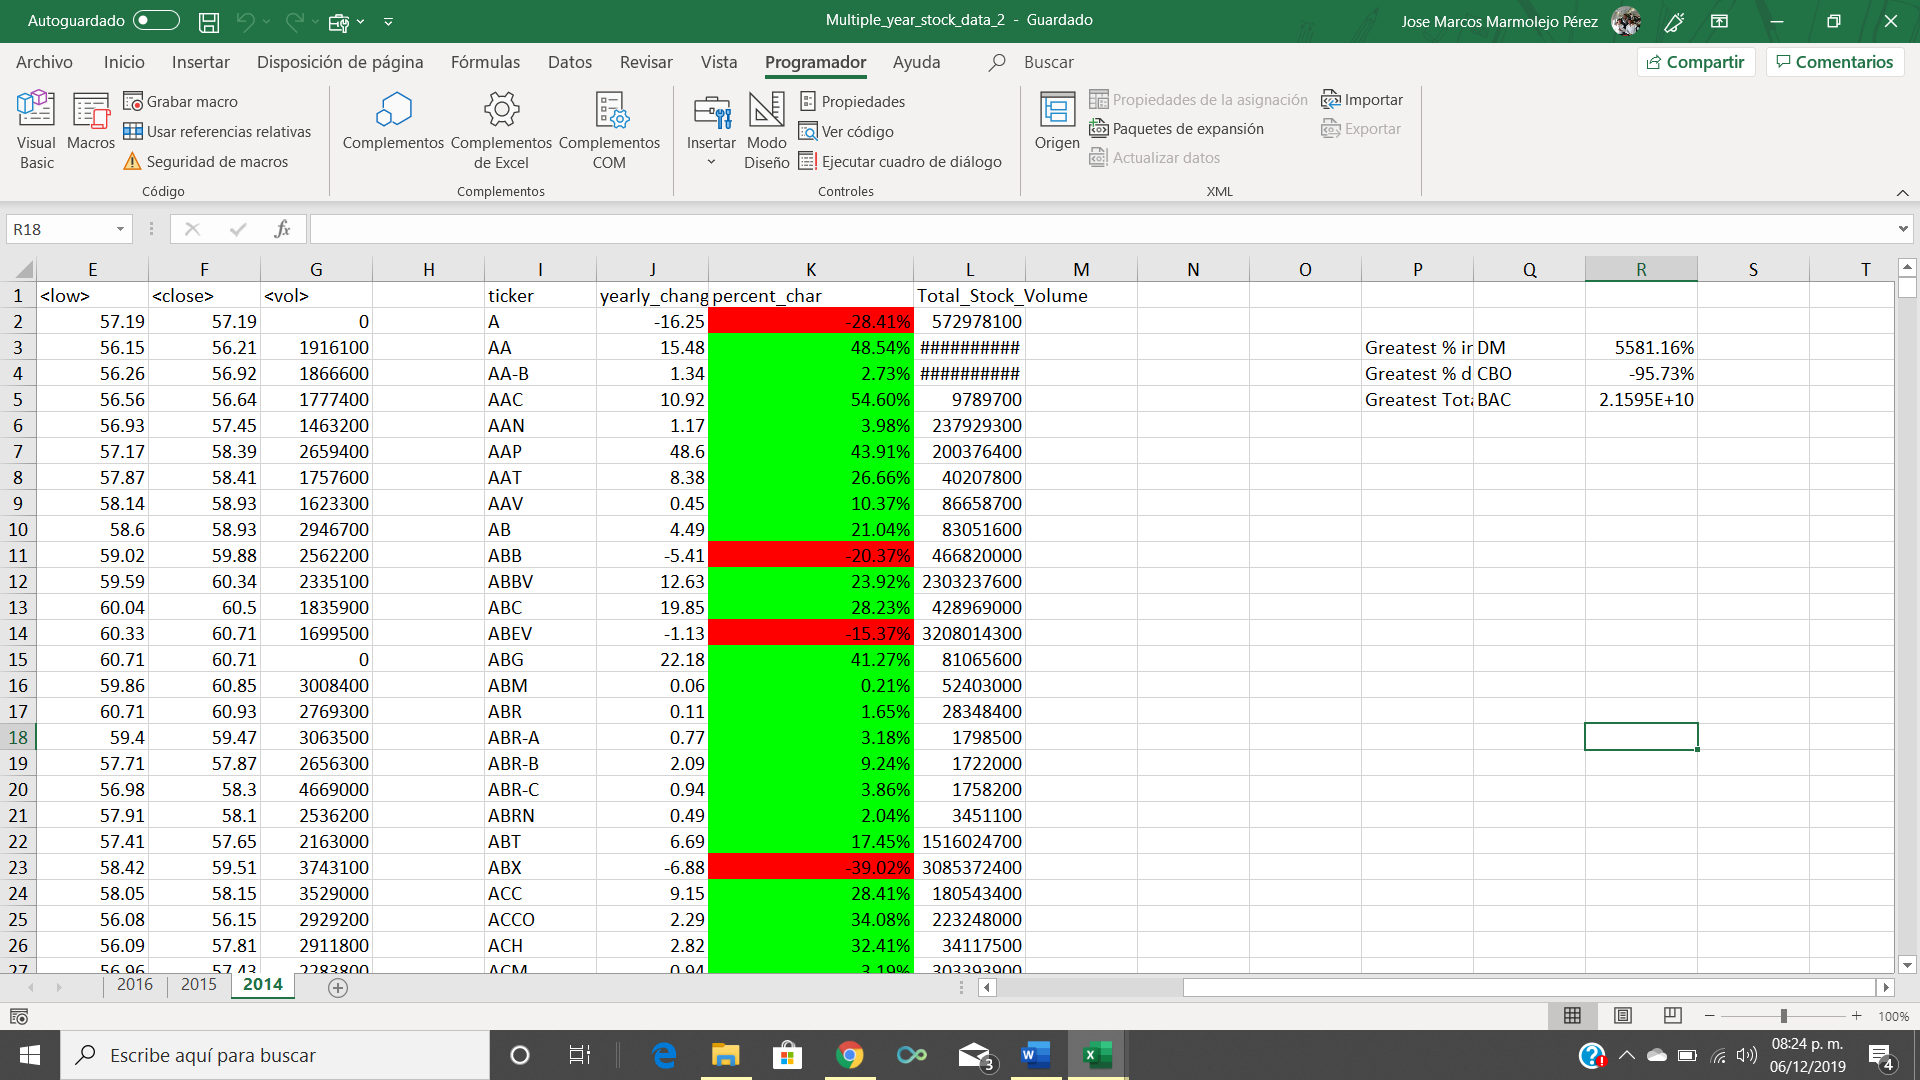 Autoguardado
Multiple_year_stock_data_2 - Guardado
Jose Marcos Marmolejo Pérez
Archivo Inicio Insertar Disposición de página Fórmulas Datos Revisar Vista Programador Ayuda Buscar
Compartir Comentarios
Visual Basic
Macros
Grabar macro
Usar referencias relativas
Seguridad de macros
Código
Complementos
Complementos de Excel
Complementos COM
Complementos
Insertar
Modo Diseño
Propiedades
Ver código
Ejecutar cuadro de diálogo
Controles
Origen
Propiedades de la asignación
Paquetes de expansión
Actualizar datos
Importar
Exportar
XML
R18
fx
E F G H I J K L M N O P Q R S T
1 <low> <close> <vol> ticker yearly_chang percent_char Total_Stock_Volume
2 57.19 57.19 0 A -16.25 -28.41% 572978100
3 56.15 56.21 1916100 AA 15.48 48.54% ########## Greatest % in DM 5581.16%
4 56.26 56.92 1866600 AA-B 1.34 2.73% ########## Greatest % d CBO -95.73%
5 56.56 56.64 1777400 AAC 10.92 54.60% 9789700 Greatest Tota BAC 2.1595E+10
6 56.93 57.45 1463200 AAN 1.17 3.98% 237929300
7 57.17 58.39 2659400 AAP 48.6 43.91% 200376400
8 57.87 58.41 1757600 AAT 8.38 26.66% 40207800
9 58.14 58.93 1623300 AAV 0.45 10.37% 86658700
10 58.6 58.93 2946700 AB 4.49 21.04% 83051600
11 59.02 59.88 2562200 ABB -5.41 -20.37% 466820000
12 59.59 60.34 2335100 ABBV 12.63 23.92% 2303237600
13 60.04 60.5 1835900 ABC 19.85 28.23% 428969000
14 60.33 60.71 1699500 ABEV -1.13 -15.37% 3208014300
15 60.71 60.71 0 ABG 22.18 41.27% 81065600
16 59.86 60.85 3008400 ABM 0.06 0.21% 52403000
17 60.71 60.93 2769300 ABR 0.11 1.65% 28348400
18 59.4 59.47 3063500 ABR-A 0.77 3.18% 1798500
19 57.71 57.87 2656300 ABR-B 2.09 9.24% 1722000
20 56.98 58.3 4669000 ABR-C 0.94 3.86% 1758200
21 57.91 58.1 2536200 ABRN 0.49 2.04% 3451100
22 57.41 57.65 2163000 ABT 6.69 17.45% 1516024700
23 58.42 59.51 3743100 ABX -6.88 -39.02% 3085372400
24 58.05 58.15 3529000 ACC 9.15 28.41% 180543400
25 56.08 56.15 2929200 ACCO 2.29 34.08% 223248000
26 56.09 57.81 2911800 ACH 2.82 32.41% 34117500
27 56.96 57.43 2283800 ACM 0.94 3.19% 303393900
2016 2015 2014
100%
Escribe aquí para buscar
3
08:24 p. m.
06/12/2019
4